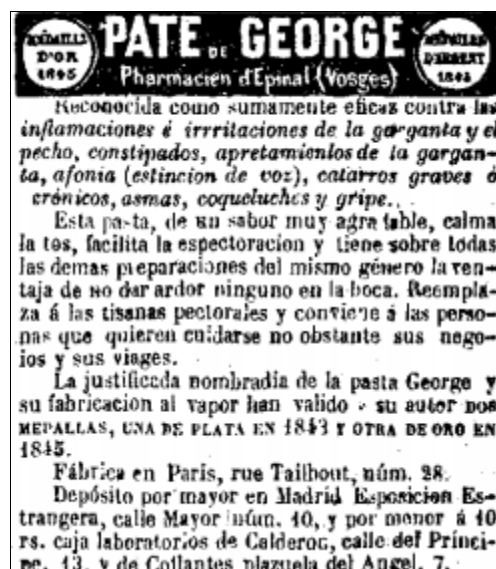 MÉDAILLE
D'OR
1845
PATE DE GEORGE
Pharmacien d'Epinal (Vosges)
MÉDAILLE
D'ARGENT
1843
Reconocida como sumamente eficaz contra las
inflamaciones é irrritaciones de la garganta y el
pecho, constipados, apretamientos de la gargan-
ta, afonia (estincion de voz), catarros graves ó
crónicos, asmas, coqueluches y gripe.
Esta pasta, de un sabor muy agradable, calma
la tos, facilita la espectoracion y tiene sobre todas
las demas preparaciones del mismo género la ven-
taja de no dar ardor ninguno en la boca. Reempla-
za á las tisanas pectorales y conviene á las perso-
nas que quieren cuidarse no obstante sus nego-
ios y sus viages.
La justificada nombradia de la pasta George y
su fabricacion al vapor han valido á su autor DOS
MEDALLAS, UNA DE PLATA EN 1843 Y OTRA DE ORO EN
1845.
Fábrica en Paris, rue Taitbout, núm. 28.
Depósito por mayor en Madrid Esposicion Es-
trangera, calle Mayor núm. 10, y por menor á 10
rs. caja laboratorios de Calderon, calle del Prínci-
pe, 13, y de Collantes plazuela del Angel, 7.